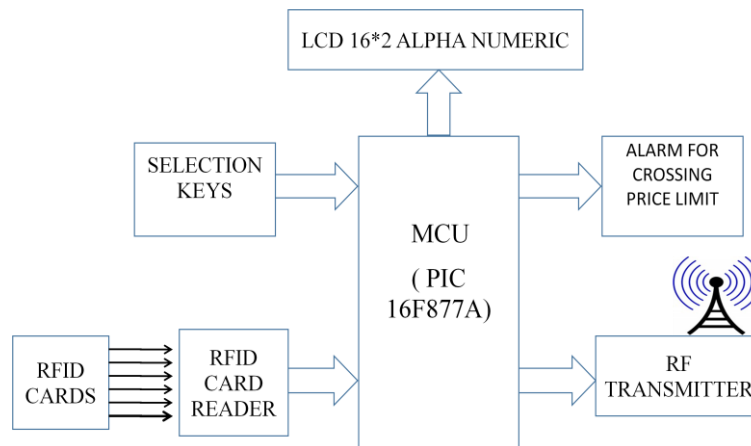 LCD 16*2 ALPHA NUMERIC
SELECTION
KEYS
ALARM FOR
CROSSING
PRICE LIMIT
MCU
( PIC
16F877A)
RFID
CARDS
RFID
CARD
READER
RF
TRANSMITTER